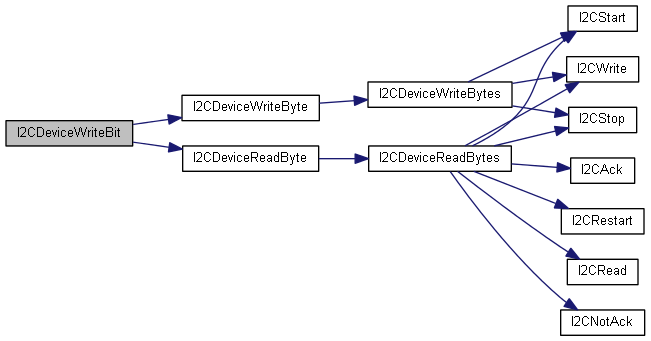 I2CDeviceWriteBit
I2CDeviceWriteByte
I2CDeviceReadByte
I2CDeviceWriteBytes
I2CDeviceReadBytes
I2CStart
I2CWrite
I2CStop
I2CAck
I2CRestart
I2CRead
I2CNotAck